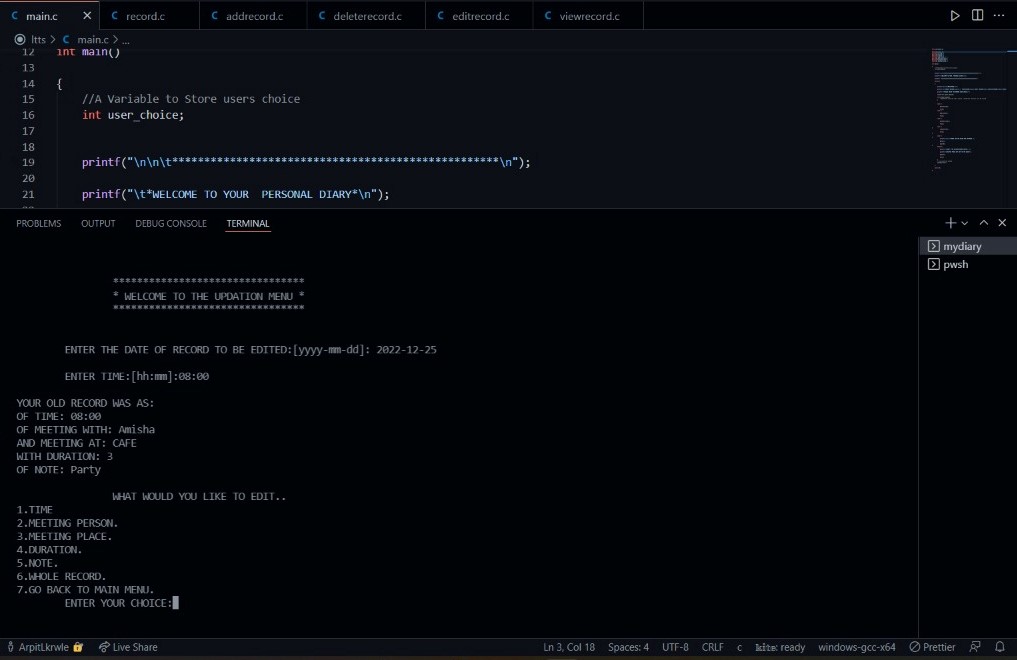 C main.c × C record.c C addrecord.c C deleterecord.c C editrecord.c C viewrecord.c ...
ltts > C main.c > ...
12 int main()
13
14 {
15 //A Variable to Store users choice
16 int user_choice;
17
18
19 printf("\n\n\t***************************************************\n");
20
21 printf("\t*WELCOME TO YOUR  PERSONAL DIARY*\n");
PROBLEMS OUTPUT DEBUG CONSOLE TERMINAL
mydiary
pwsh
********************************
* WELCOME TO THE UPDATION MENU *
********************************
ENTER THE DATE OF RECORD TO BE EDITED:[yyyy-mm-dd]: 2022-12-25
ENTER TIME:[hh:mm]:08:00
YOUR OLD RECORD WAS AS:
OF TIME: 08:00
OF MEETING WITH: Amisha
AND MEETING AT: CAFE
WITH DURATION: 3
OF NOTE: Party
WHAT WOULD YOU LIKE TO EDIT..
1.TIME
2.MEETING PERSON.
3.MEETING PLACE.
4.DURATION.
5.NOTE.
6.WHOLE RECORD.
7.GO BACK TO MAIN MENU.
ENTER YOUR CHOICE:
ArpitLkrwle Live Share Ln 3, Col 18 Spaces: 4 UTF-8 CRLF c kite: ready windows-gcc-x64 Prettier